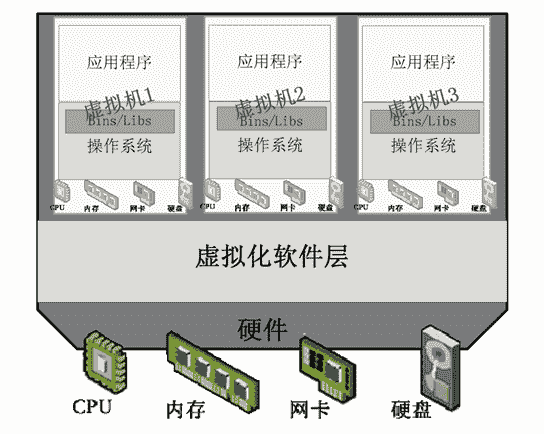 应用程序
虚拟机1
Bins/Libs
操作系统
CPU 内存 网卡 硬盘
应用程序
虚拟机2
Bins/Libs
操作系统
CPU 内存 网卡 硬盘
应用程序
虚拟机3
Bins/Libs
操作系统
CPU 内存 网卡 硬盘
虚拟化软件层
硬件
CPU 内存 网卡 硬盘